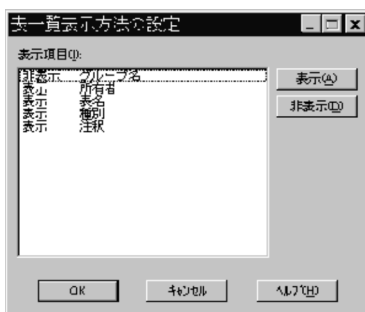 表一覧表示方法の設定
表示項目(I):
非表示 グループ名
表示 所有者
表示 表名
表示 種別
表示 注釈
表示(A)
非表示(D)
OK キャンセル ヘルプ(H)